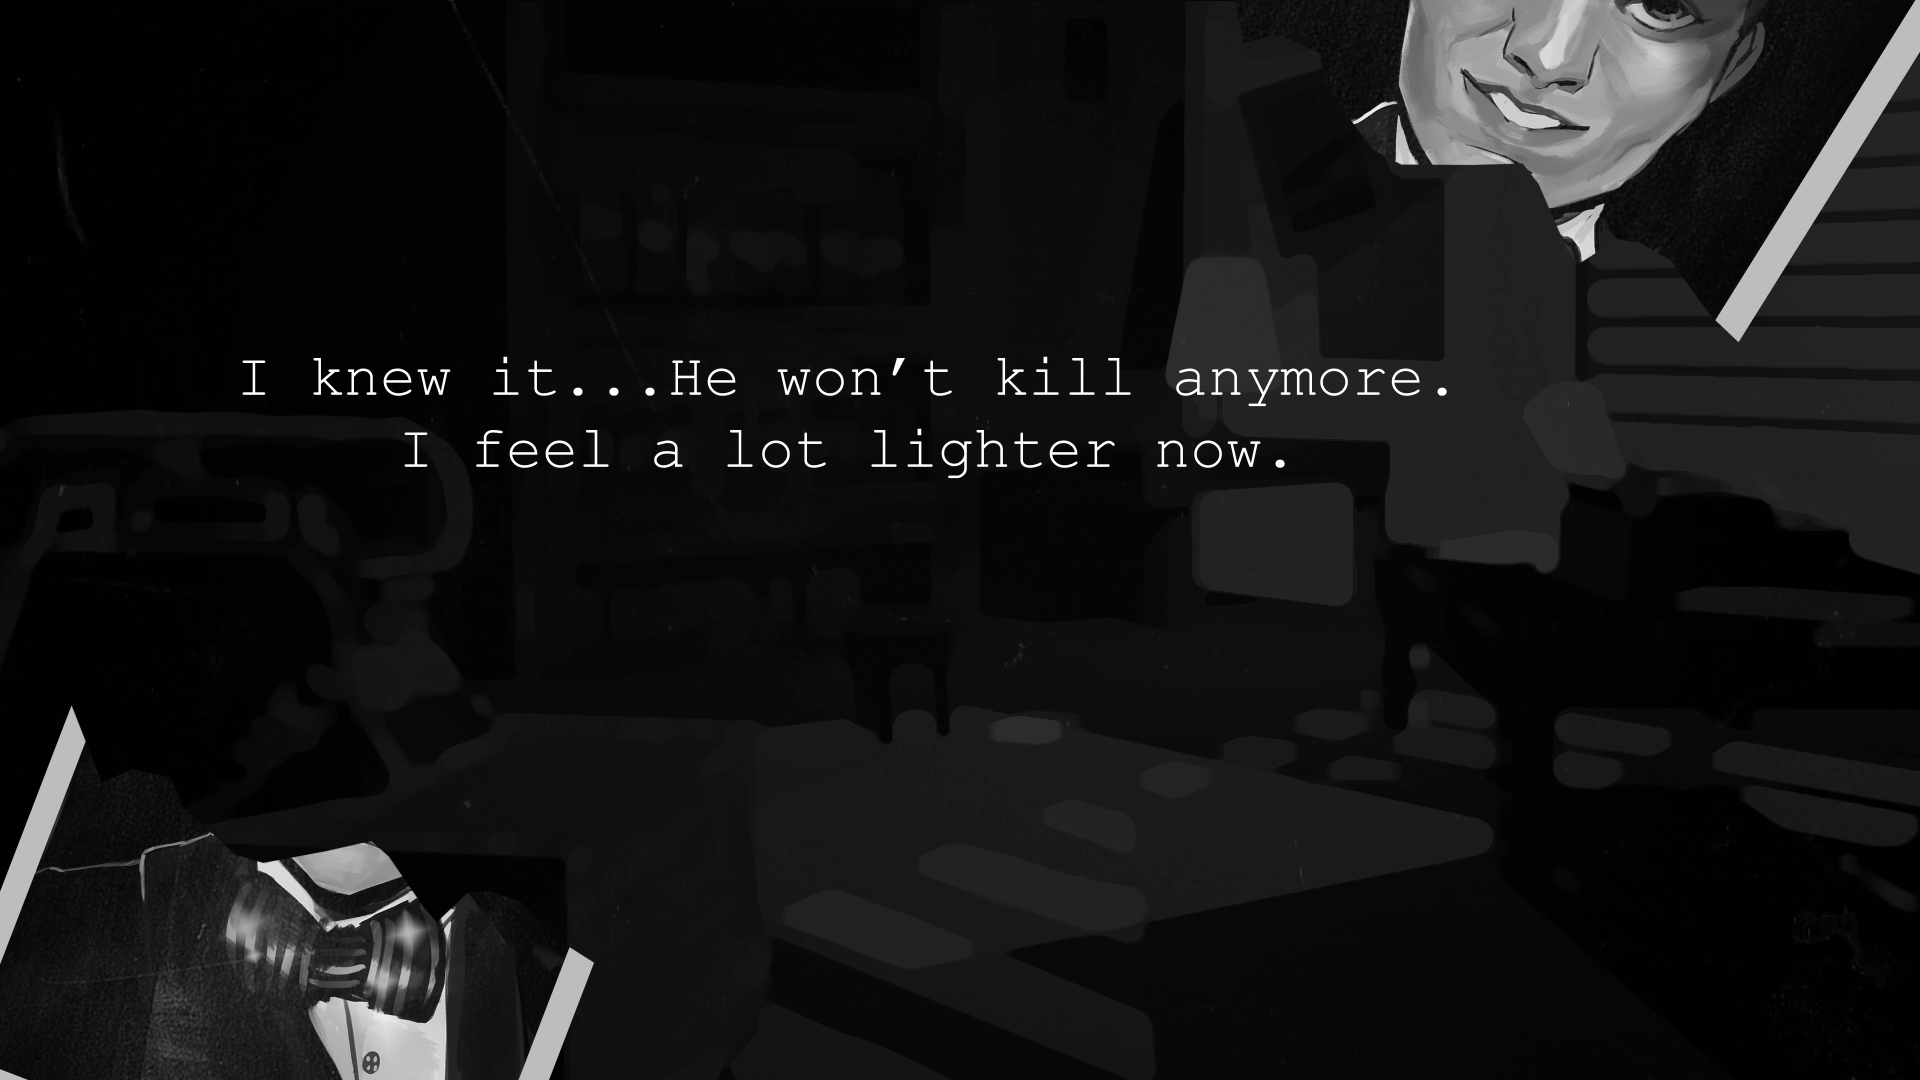 I knew it...He won’t kill anymore.
I feel a lot lighter now.